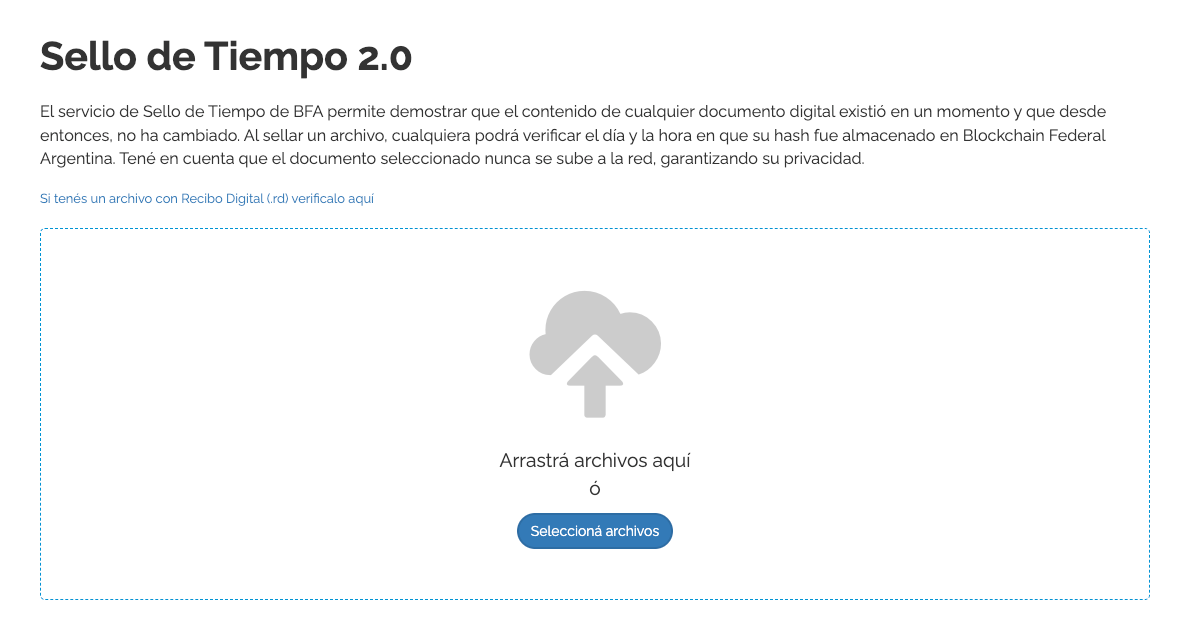 Sello de Tiempo 2.0
El servicio de Sello de Tiempo de BFA permite demostrar que el contenido de cualquier documento digital existió en un momento y que desde
entonces, no ha cambiado. Al sellar un archivo, cualquiera podrá verificar el día y la hora en que su hash fue almacenado en Blockchain Federal
Argentina. Tené en cuenta que el documento seleccionado nunca se sube a la red, garantizando su privacidad.
Si tenés un archivo con Recibo Digital (.rd) verificalo aquí
Arrastrá archivos aquí
ó
Seleccioná archivos